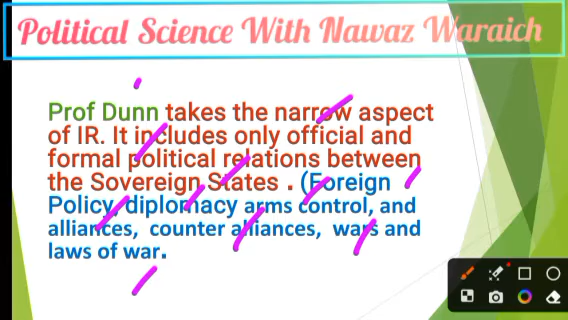 Political Science With Nawaz Waraich
Prof Dunn takes the narrow aspect
of IR. It includes only official and
formal political relations between
the Sovereign States . (Foreign
Policy, diplomacy arms control, and
alliances, counter alliances, wars and
laws of war.